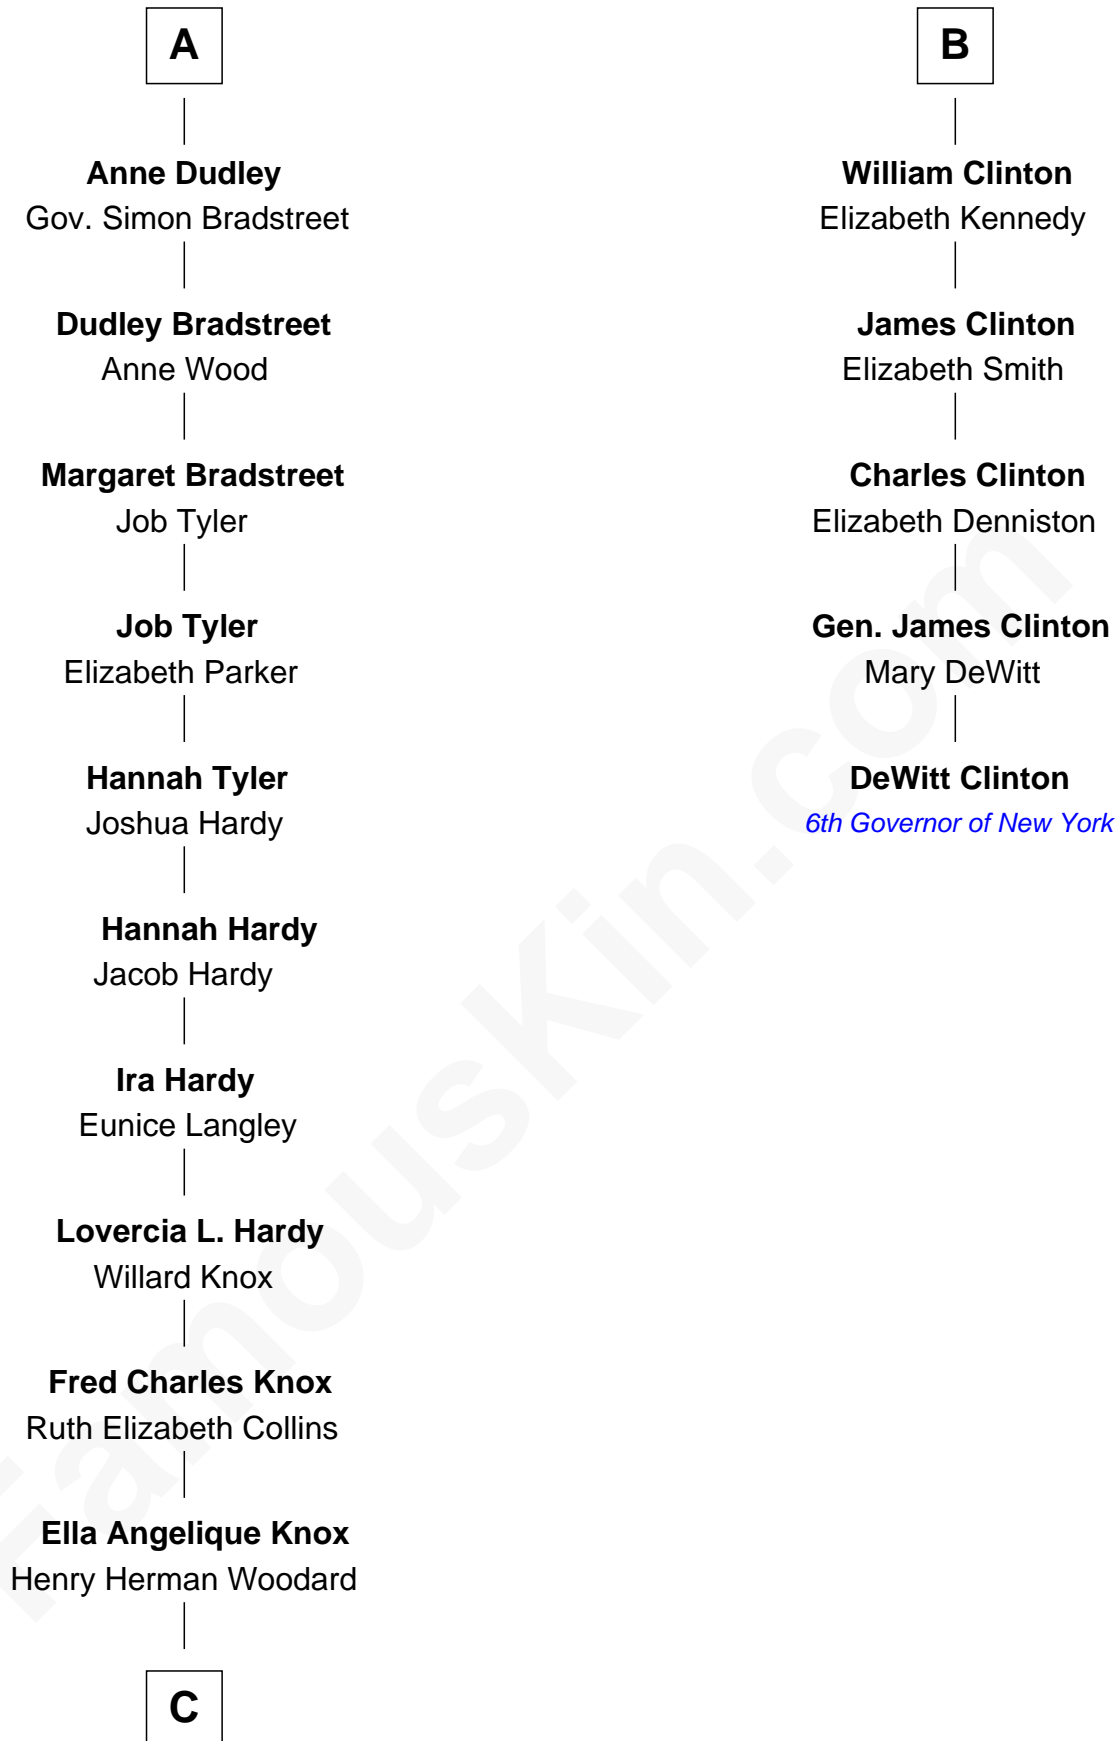 A
Anne Dudley
Gov. Simon Bradstreet
Dudley Bradstreet
Anne Wood
Margaret Bradstreet
Job Tyler
Job Tyler
Elizabeth Parker
Hannah Tyler
Joshua Hardy
Hannah Hardy
Jacob Hardy
Ira Hardy
Eunice Langley
Lovercia L. Hardy
Willard Knox
Fred Charles Knox
Ruth Elizabeth Collins
Ella Angelique Knox
Henry Herman Woodard
C
B
William Clinton
Elizabeth Kennedy
James Clinton
Elizabeth Smith
Charles Clinton
Elizabeth Denniston
Gen. James Clinton
Mary DeWitt
DeWitt Clinton
6th Governor of New York
FamousKin.com